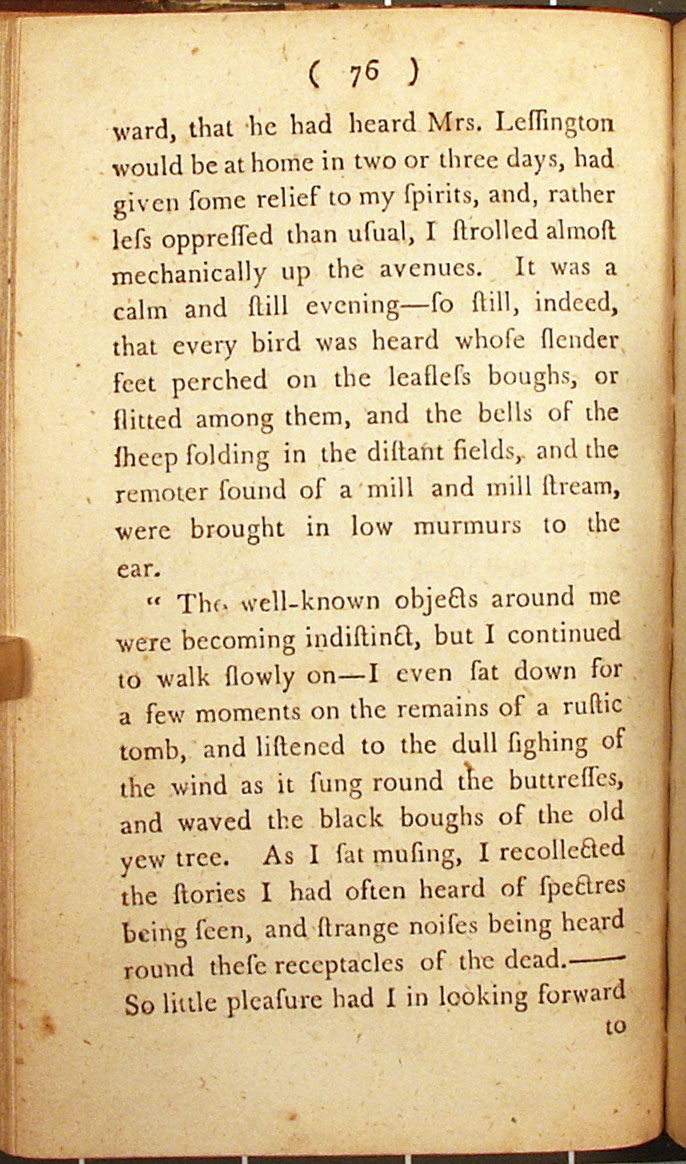 ( 76 )
ward, that he had heard Mrs. Leſſington
would be at home in two or three days, had
given ſome relief to my ſpirits, and, rather
leſs oppreſſed than uſual, I ſtrolled almoſt
mechanically up the avenues. It was a
calm and ſtill evening—ſo ſtill, indeed,
that every bird was heard whoſe ſlender
feet perched on the leafleſs boughs, or
flitted among them, and the bells of the
ſheep folding in the diſtant fields, and the
remoter ſound of a mill and mill ſtream,
were brought in low murmurs to the
ear.
“ The well-known objects around me
were becoming indiſtinct, but I continued
to walk ſlowly on—I even ſat down for
a few moments on the remains of a ruſtic
tomb, and liſtened to the dull ſighing of
the wind as it ſung round the buttreſſes,
and waved the black boughs of the old
yew tree. As I ſat muſing, I recollected
the ſtories I had often heard of ſpectres
being ſeen, and ſtrange noiſes being heard
round theſe receptacles of the dead.——
So little pleaſure had I in looking forward
to